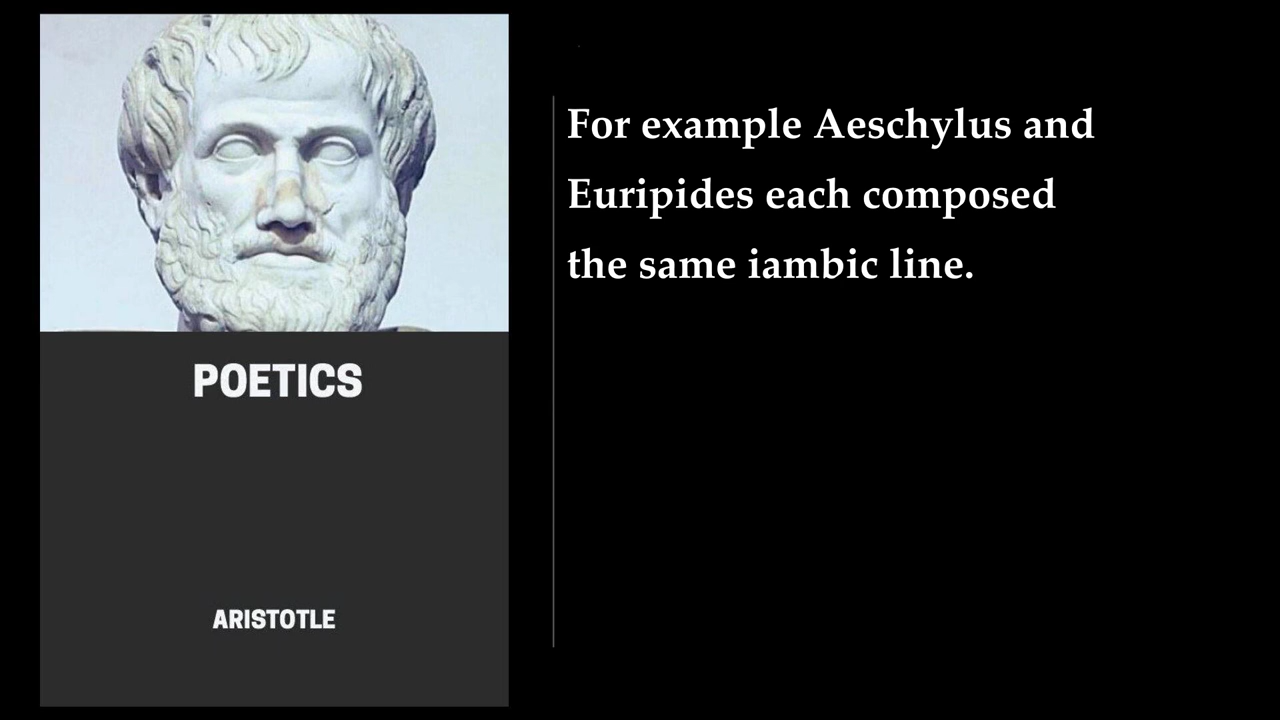 POETICS
ARISTOTLE
For example Aeschylus and
Euripides each composed
the same iambic line.